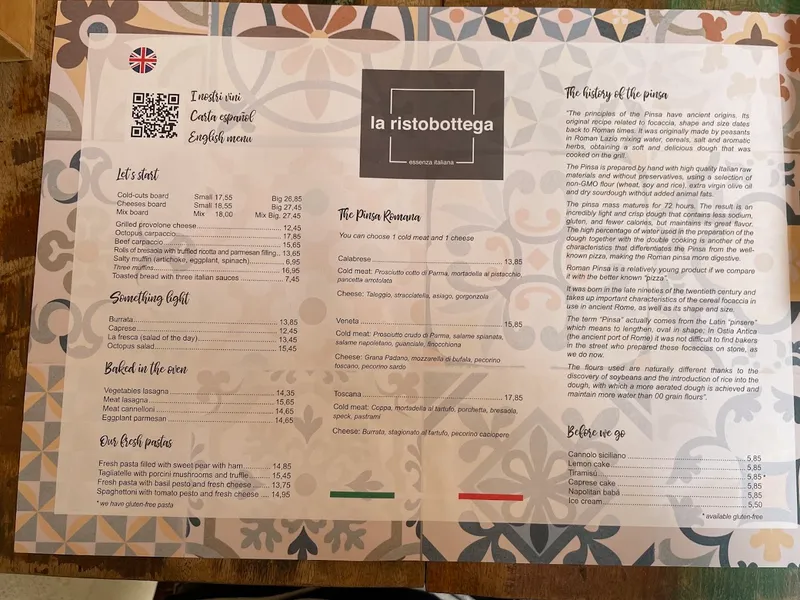 I nostri vini
Carta español
English menu
la ristobottega
essenza italiana
Let's start
Cold-cuts board Small 17,55 Big 26,85
Cheeses board Small 18,55 Big 27,45
Mix board Mix 18,00 Mix Big. 27,45
Grilled provolone cheese 12,45
Octopus carpaccio 17,85
Beef carpaccio 15,65
Rolls of bresaola with truffled ricotta and parmesan filling 13,65
Salty muffin (artichoke, eggplant, spinach) 6,95
Three muffins 16,95
Toasted bread with three italian sauces 7,45
Something light
Burrata 13,85
Caprese 12,45
La fresca (salad of the day) 13,45
Octopus salad 15,45
Baked in the oven
Vegetables lasagna 14,35
Meat lasagna 15,65
Meat cannelloni 14,65
Eggplant parmesan 14,65
Our fresh pastas
Fresh pasta filled with sweet pear with ham 14,85
Tagliatelle with porcini mushrooms and truffle 15,45
Fresh pasta with basil pesto and fresh cheese 13,75
Spaghettoni with tomato pesto and fresh cheese 14,95
* we have gluten-free pasta
The Pinsa Romana
You can choose 1 cold meat and 1 cheese
Calabrese 13,85
Cold meat: Prosciutto cotto di Parma, mortadella al pistacchio,
pancetta arrotolata
Cheese: Taleggio, stracciatella, asiago, gorgonzola
Veneta 15,85
Cold meat: Prosciutto crudo di Parma, salame spianata,
salame napoletano, guanciale, finocchiona
Cheese: Grana Padano, mozzarella di bufala, pecorino
toscano, pecorino sardo
Toscana 17,85
Cold meat: Coppa, mortadella al tartufo, porchetta, bresaola,
speck, pastrami
Cheese: Burrata, stagionato al tartufo, pecorino caciopepe
The history of the pinsa
"The principles of the Pinsa have ancient origins. Its
original recipe related to focaccia, shape and size dates
back to Roman times. It was originally made by peasants
in Roman Lazio mixing water, cereals, salt and aromatic
herbs, obtaining a soft and delicious dough that was
cooked on the grill.
The Pinsa is prepared by hand with high quality Italian raw
materials and without preservatives, using a selection of
non-GMO flour (wheat, soy and rice), extra virgin olive oil
and dry sourdough without added animal fats.
The pinsa mass matures for 72 hours. The result is an
incredibly light and crisp dough that contains less sodium,
gluten, and fewer calories, but maintains its great flavor.
The high percentage of water used in the preparation of the
dough together with the double cooking is another of the
characteristics that differentiates the Pinsa from the well-
known pizza, making the Roman pinsa more digestive.
Roman Pinsa is a relatively young product if we compare
it with the better known "pizza".
It was born in the late nineties of the twentieth century and
takes up important characteristics of the cereal focaccia in
use in ancient Rome, as well as its shape and size.
The term "Pinsa" actually comes from the Latin "pinsere"
which means to lengthen, oval in shape; In Ostia Antica
(the ancient port of Rome) it was not difficult to find bakers
in the street who prepared those focaccias on stone, as
we do now.
The flours used are naturally different thanks to the
discovery of soybeans and the introduction of rice into the
dough, with which a more aerated dough is achieved and
maintain more water than 00 grain flours".
Before we go
Cannolo siciliano 5,85
Lemon cake 5,85
Tiramisú 5,85 *
Caprese cake 5,85
Napolitan babà 5,85
Ice cream 5,50
* available gluten-free